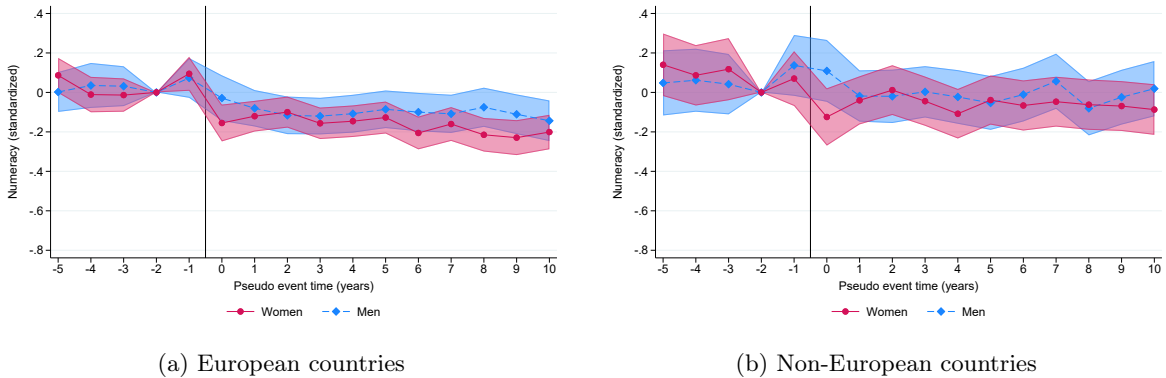 .4
.2
0
-.2
-.4
-.6
-.8
Numeracy (standardized)
-5 -4 -3 -2 -1 0 1 2 3 4 5 6 7 8 9 10
Pseudo event time (years)
Women Men
(a) European countries
.4
.2
0
-.2
-.4
-.6
-.8
Numeracy (standardized)
-5 -4 -3 -2 -1 0 1 2 3 4 5 6 7 8 9 10
Pseudo event time (years)
Women Men
(b) Non-European countries